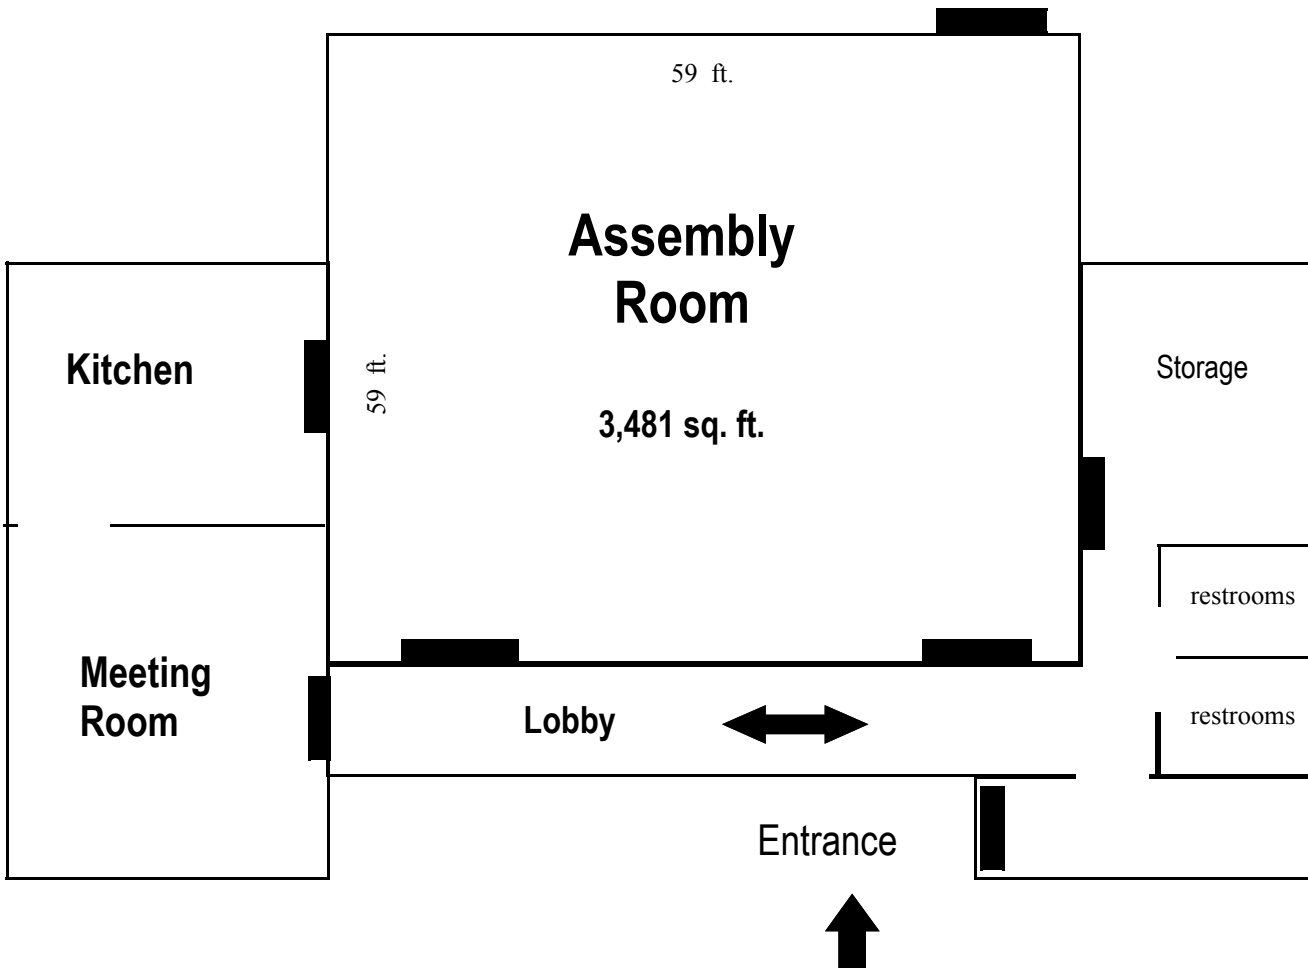 59 ft.
Assembly
Room
Kitchen
59 ft.
3,481 sq. ft.
Storage
restrooms
Meeting
Room
Lobby
restrooms
Entrance